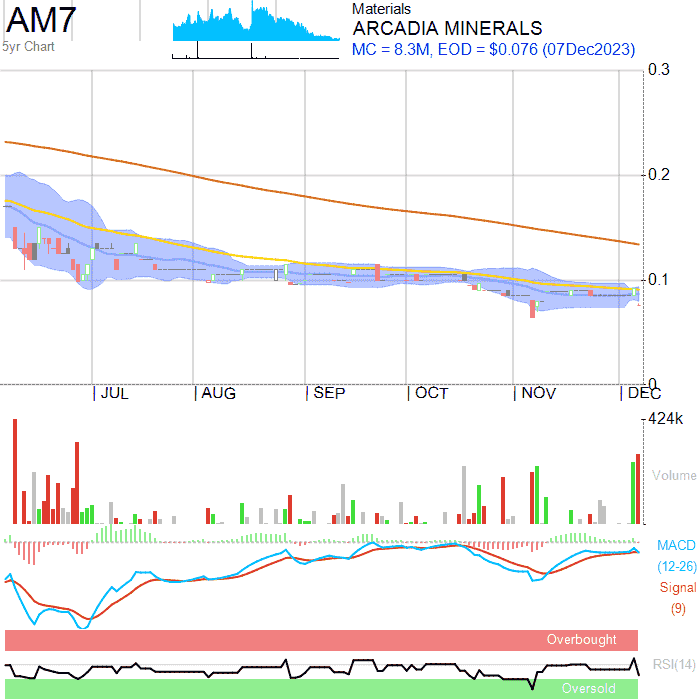 AM7
5yr Chart
Materials
ARCADIA MINERALS
MC = 8.3M, EOD = $0.076 (07Dec2023)
0.3
0.2
0.1
0
JUL AUG SEP OCT NOV DEC
424k
Volume
MACD
(12-26)
Signal
(9)
Overbought
RSI(14)
Oversold